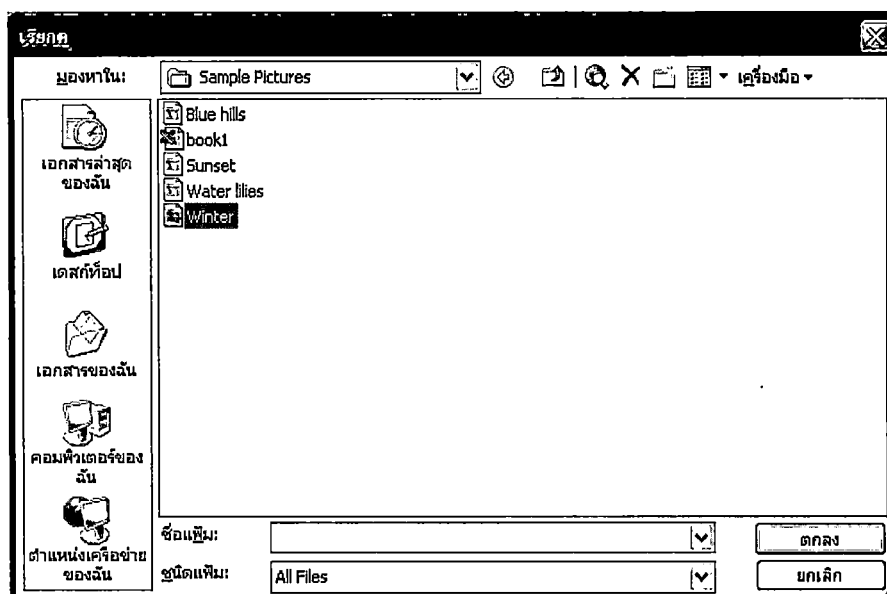 เรียกดู
มองหาใน:
Sample Pictures
เครื่องมือ
เอกสารล่าสุด
ของฉัน
เดสก์ท็อป
เอกสารของฉัน
คอมพิวเตอร์ของ
ฉัน
ตำแหน่งเครือข่าย
ของฉัน
Blue hills
book1
Sunset
Water lilies
Winter
ชื่อแฟ้ม:
ชนิดแฟ้ม:
All Files
ตกลง
ยกเลิก